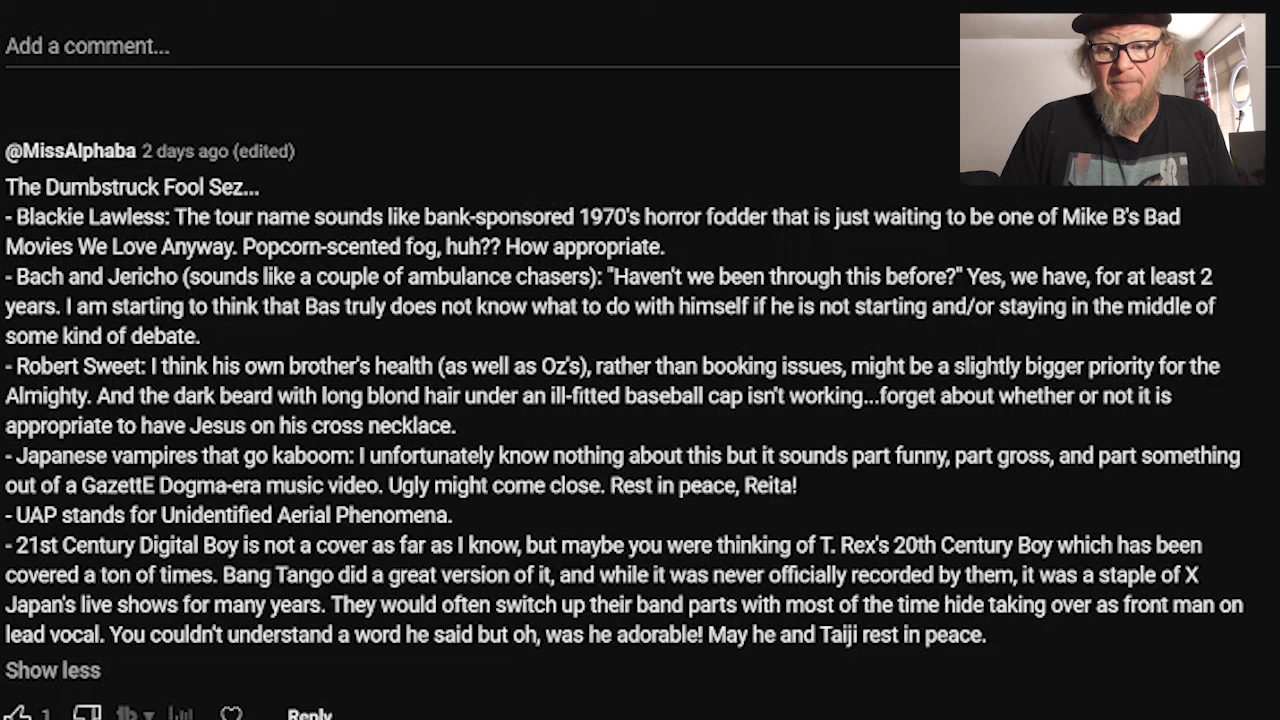 Add a comment...
@MissAlphaba 2 days ago (edited)
The Dumbstruck Fool Sez...
- Blackie Lawless: The tour name sounds like bank-sponsored 1970's horror fodder that is just waiting to be one of Mike B's Bad
Movies We Love Anyway. Popcorn-scented fog, huh?? How appropriate.
- Bach and Jericho (sounds like a couple of ambulance chasers): "Haven't we been through this before?" Yes, we have, for at least 2
years. I am starting to think that Bas truly does not know what to do with himself if he is not starting and/or staying in the middle of
some kind of debate.
- Robert Sweet: I think his own brother's health (as well as Oz's), rather than booking issues, might be a slightly bigger priority for the
Almighty. And the dark beard with long blond hair under an ill-fitted baseball cap isn't working...forget about whether or not it is
appropriate to have Jesus on his cross necklace.
- Japanese vampires that go kaboom: I unfortunately know nothing about this but it sounds part funny, part gross, and part something
out of a GazettE Dogma-era music video. Ugly might come close. Rest in peace, Reita!
- UAP stands for Unidentified Aerial Phenomena.
- 21st Century Digital Boy is not a cover as far as I know, but maybe you were thinking of T. Rex's 20th Century Boy which has been
covered a ton of times. Bang Tango did a great version of it, and while it was never officially recorded by them, it was a staple of X
Japan's live shows for many years. They would often switch up their band parts with most of the time hide taking over as front man on
lead vocal. You couldn't understand a word he said but oh, was he adorable! May he and Taiji rest in peace.
Show less
1 Reply